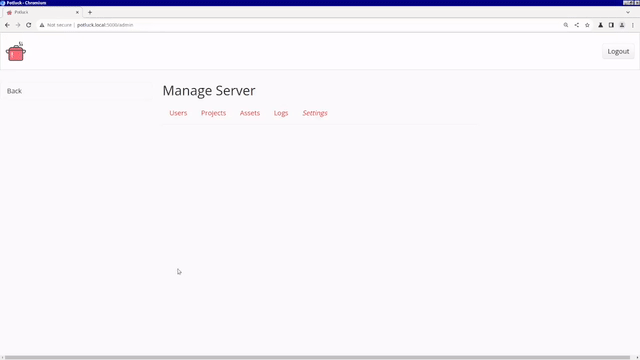 Potluck - Chromium
Potluck
Not secure potluck.local:5000/admin
Logout
Back
Manage Server
Users Projects Assets Logs Settings